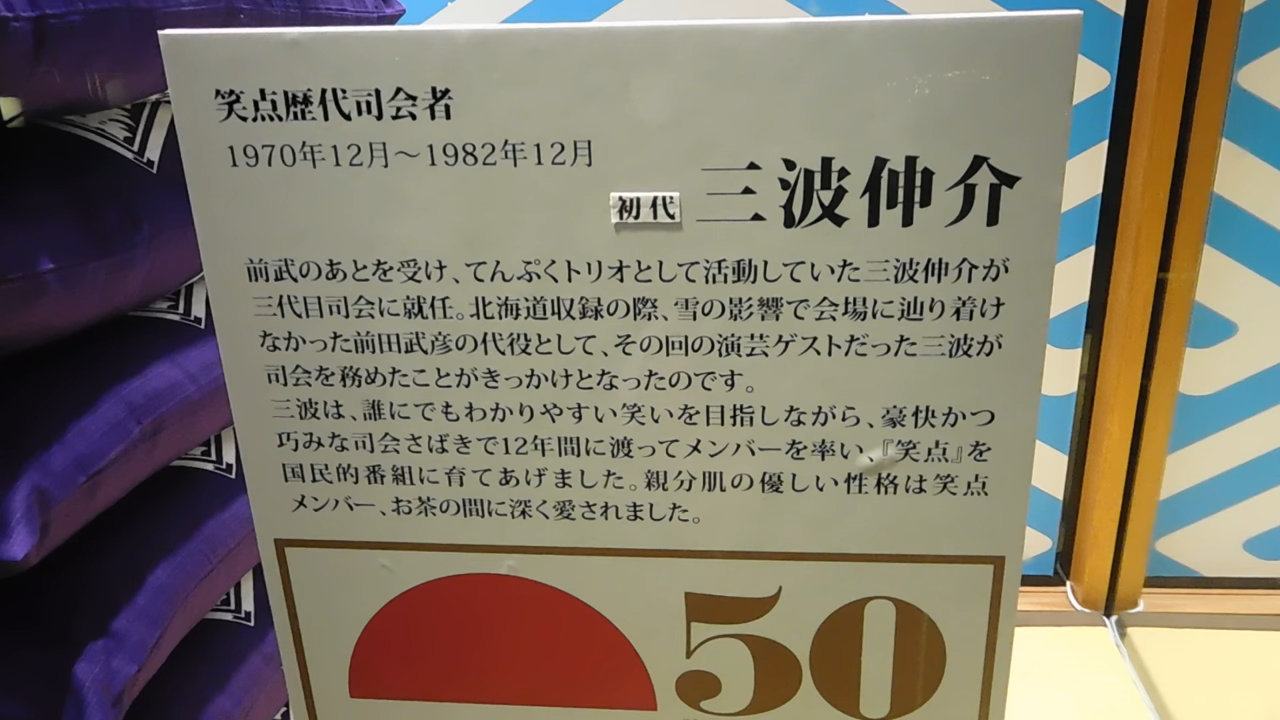 笑点歴代司会者
1970年12月～1982年12月
初代 三波伸介
前武のあとを受け、てんぷくトリオとして活動していた三波伸介が
三代目司会に就任。北海道収録の際、雪の影響で会場に辿り着け
なかった前田武彦の代役として、その回の演芸ゲストだった三波が
司会を務めたことがきっかけとなったのです。
三波は、誰にでもわかりやすい笑いを目指しながら、豪快かつ
巧みな司会さばきで12年間に渡ってメンバーを率い、『笑点』を
国民的番組に育てあげました。親分肌の優しい性格は笑点
メンバー、お茶の間に深く愛されました。
50